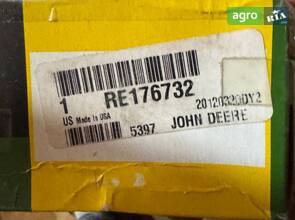 agro RIA
1 RE176732
US Made In USA 20120320DY2
5397 JOHN DEERE